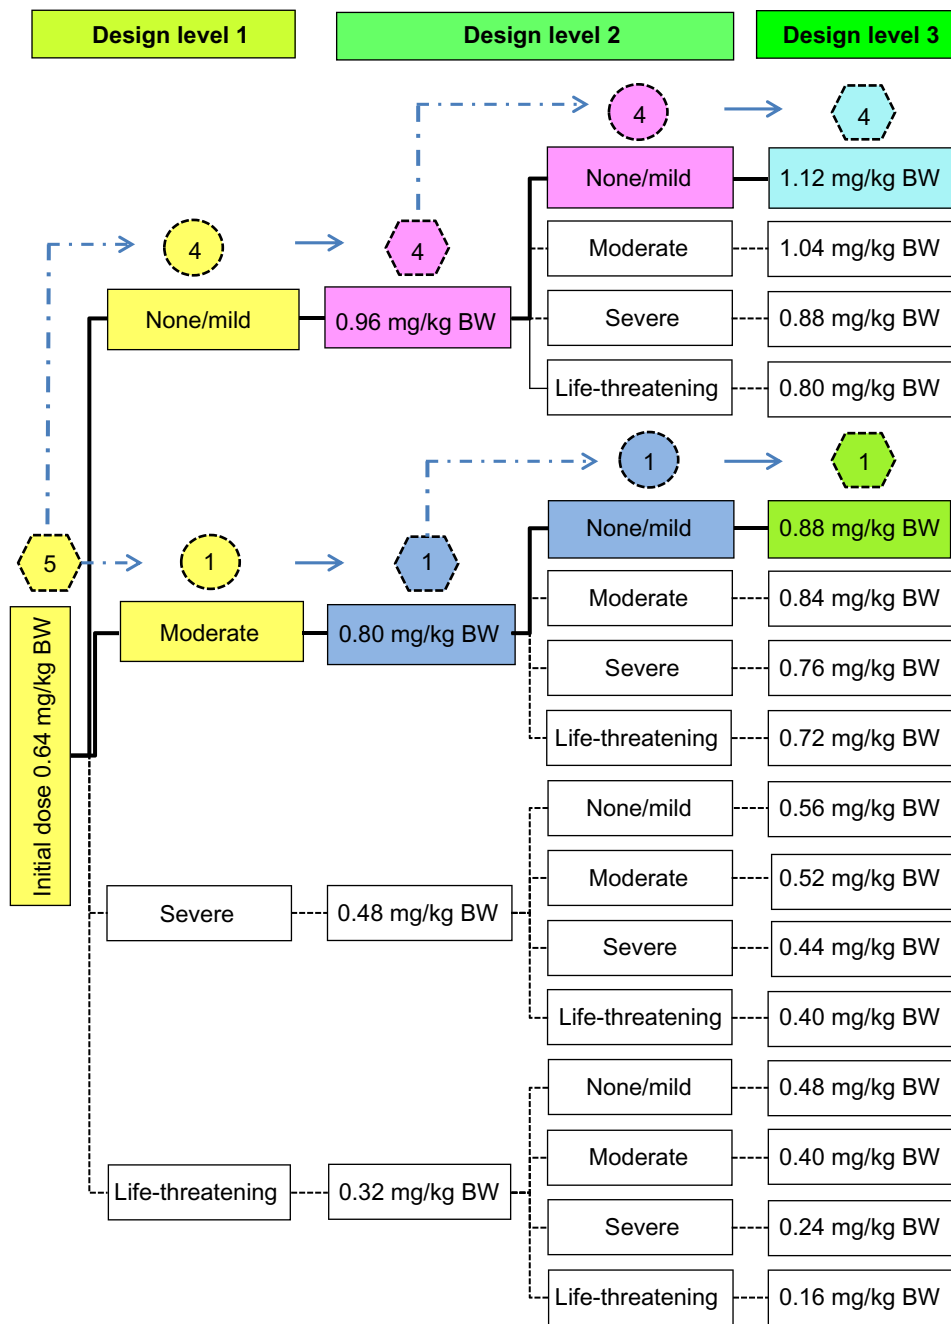 Design level 1
Design level 2
Design level 3
4
4
None/mild
1.12 mg/kg BW
4
4
Moderate
1.04 mg/kg BW
None/mild
0.96 mg/kg BW
Severe
0.88 mg/kg BW
Life-threatening
0.80 mg/kg BW
1
1
None/mild
0.88 mg/kg BW
5
1
1
Moderate
0.84 mg/kg BW
Initial dose 0.64 mg/kg BW
Moderate
0.80 mg/kg BW
Severe
0.76 mg/kg BW
Life-threatening
0.72 mg/kg BW
None/mild
0.56 mg/kg BW
Moderate
0.52 mg/kg BW
Severe
0.48 mg/kg BW
Severe
0.44 mg/kg BW
Life-threatening
0.40 mg/kg BW
None/mild
0.48 mg/kg BW
Moderate
0.40 mg/kg BW
Life-threatening
0.32 mg/kg BW
Severe
0.24 mg/kg BW
Life-threatening
0.16 mg/kg BW